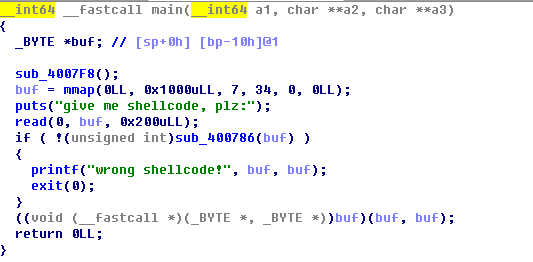 __int64 __fastcall main(__int64 a1, char **a2, char **a3)
{
  _BYTE *buf; // [sp+0h] [bp-10h]@1

  sub_4007F8();
  buf = mmap(0LL, 0x1000uLL, 7, 34, 0, 0LL);
  puts("give me shellcode, plz:");
  read(0, buf, 0x200uLL);
  if ( !(unsigned int)sub_400786(buf) )
  {
    printf("wrong shellcode!", buf, buf);
    exit(0);
  }
  ((void (__fastcall *)(_BYTE *, _BYTE *))buf)(buf, buf);
  return 0LL;
}